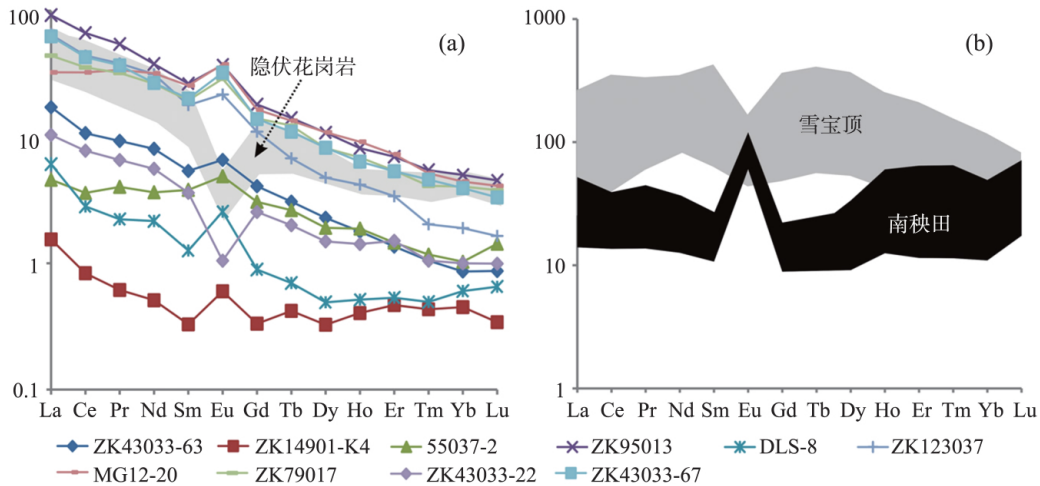 100
10
1
0.1
(a)
隐伏花岗岩
La Ce Pr Nd Sm Eu Gd Tb Dy Ho Er Tm Yb Lu
1000
100
10
1
(b)
雪宝顶
南秧田
La Ce Pr Nd Sm Eu Gd Tb Dy Ho Er Tm Yb Lu
ZK43033-63 ZK14901-K4 55037-2 ZK95013 DLS-8 ZK123037
MG12-20 ZK79017 ZK43033-22 ZK43033-67